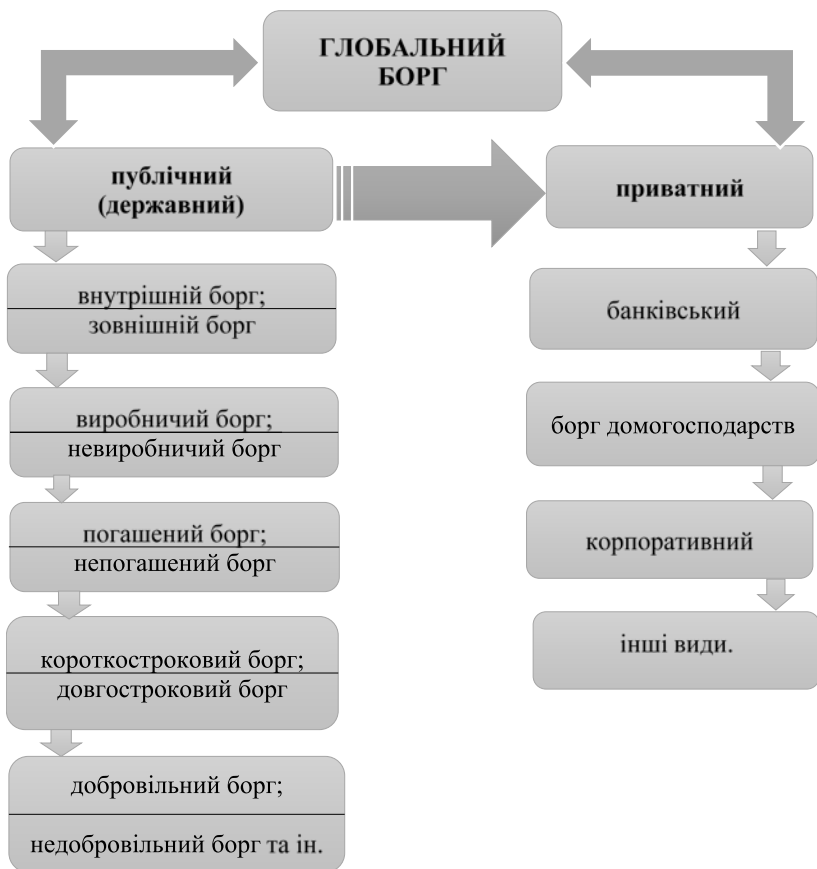 ГЛОБАЛЬНИЙ
БОРГ
публічний
(державний)
приватний
внутрішній борг;
зовнішній борг
виробничий борг;
невиробничий борг
погашений борг;
непогашений борг
короткостроковий борг;
довгостроковий борг
добровільний борг;
недобровільний борг та ін.
банківський
борг домогосподарств
корпоративний
інші види.